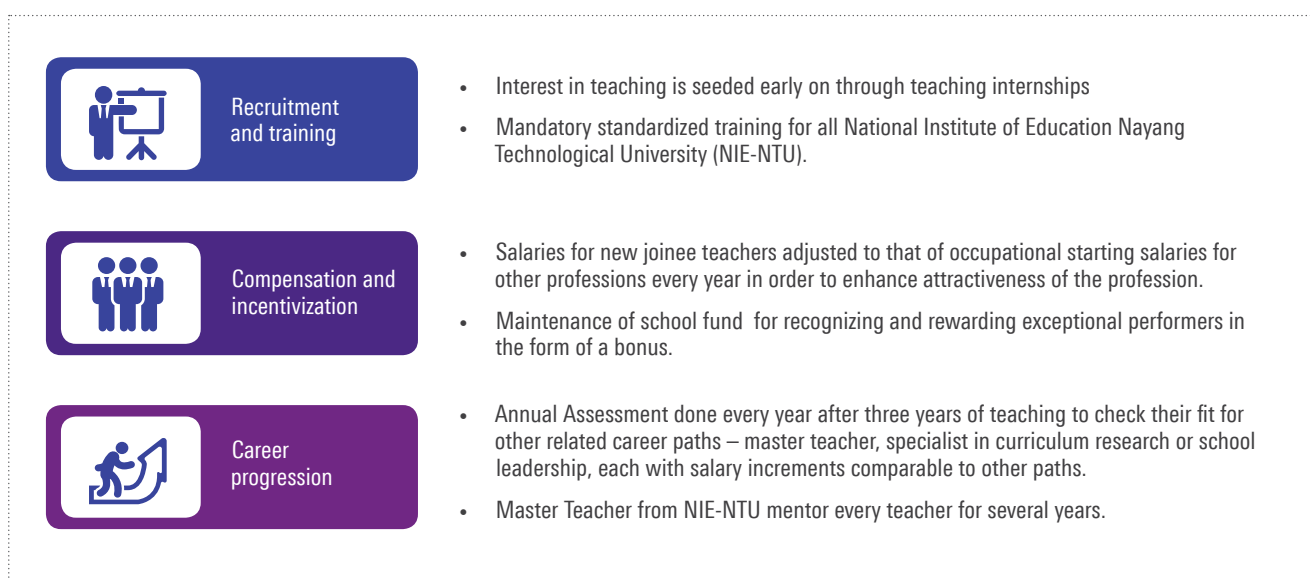 Recruitment
and training
• Interest in teaching is seeded early on through teaching internships
• Mandatory standardized training for all National Institute of Education Nayang
Technological University (NIE-NTU).
Compensation and
incentivization
• Salaries for new joinee teachers adjusted to that of occupational starting salaries for
other professions every year in order to enhance attractiveness of the profession.
• Maintenance of school fund for recognizing and rewarding exceptional performers in
the form of a bonus.
Career
progression
• Annual Assessment done every year after three years of teaching to check their fit for
other related career paths – master teacher, specialist in curriculum research or school
leadership, each with salary increments comparable to other paths.
• Master Teacher from NIE-NTU mentor every teacher for several years.